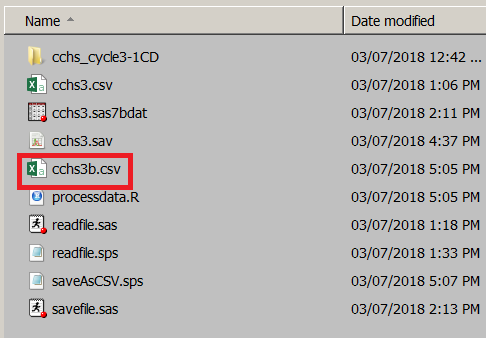 Name Date modified
cchs_cycle3-1CD 03/07/2018 12:42 ...
cchs3.csv 03/07/2018 1:06 PM
cchs3.sas7bdat 03/07/2018 2:11 PM
cchs3.sav 03/07/2018 4:37 PM
cchs3b.csv 03/07/2018 5:05 PM
processdata.R 03/07/2018 5:05 PM
readfile.sas 03/07/2018 1:18 PM
readfile.sps 03/07/2018 1:33 PM
saveAsCSV.sps 03/07/2018 5:07 PM
savefile.sas 03/07/2018 2:13 PM